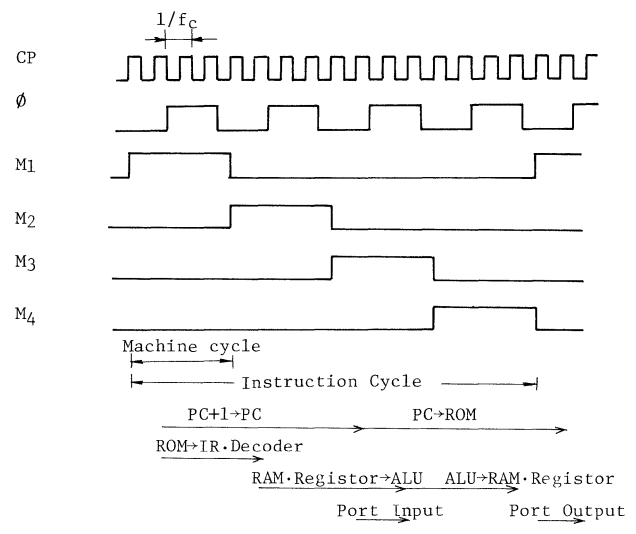 1/fc
CP
ø
M1
M2
M3
M4
Machine cycle
Instruction Cycle
PC+1→PC PC→ROM
ROM→IR·Decoder
RAM·Registor→ALU ALU→RAM·Registor
Port Input Port Output